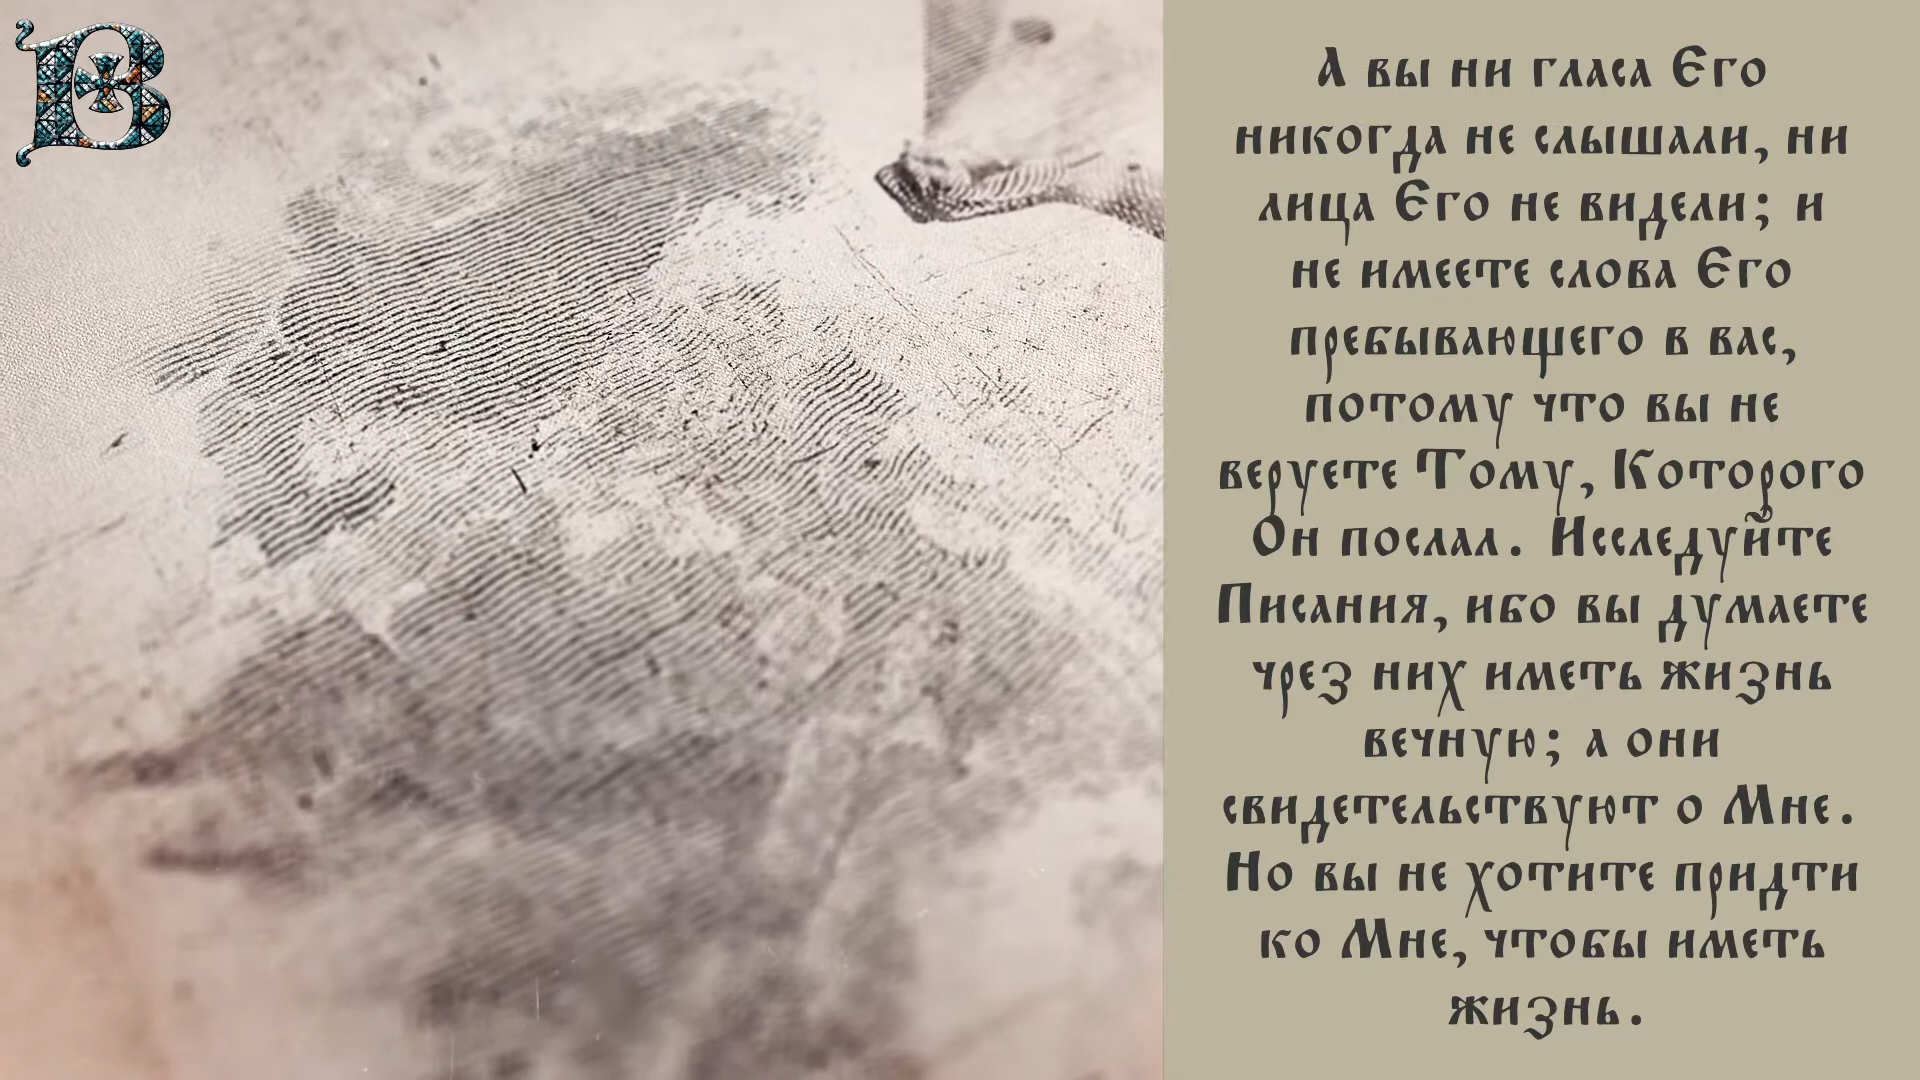 В
А вы ни гласа Его
никогда не слышали, ни
лица Его не видели; и
не имеете слова Его
пребывающего в вас,
потому что вы не
веруете Тому, Которого
Он послал. Исследуйте
Писания, ибо вы думаете
чрез них иметь жизнь
вечную; а они
свидетельствуют о Мне.
Но вы не хотите придти
ко Мне, чтобы иметь
жизнь.